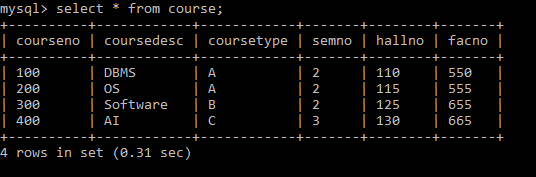 mysql> select * from course;
+----------+------------+------------+-------+--------+-------+
| courseno | coursedesc | coursetype | semno | hallno | facno |
+----------+------------+------------+-------+--------+-------+
| 100      | DBMS       | A          | 2     | 110    | 550   |
| 200      | OS         | A          | 2     | 115    | 555   |
| 300      | Software   | B          | 2     | 125    | 655   |
| 400      | AI         | C          | 3     | 130    | 665   |
+----------+------------+------------+-------+--------+-------+
4 rows in set (0.31 sec)